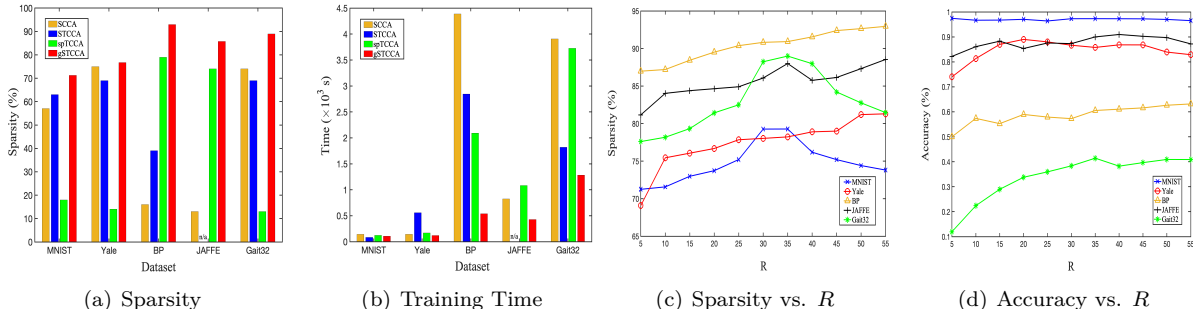 100
90
80
70
60
50
40
30
20
10
0
Sparsity (%)
SCCA
STCCA
spTCCA
gSTCCA
n/a
MNIST Yale BP JAFFE Gait32
Dataset
(a) Sparsity
4.5
4
3.5
3
2.5
2
1.5
1
0.5
0
Time (×10³ s)
SCCA
STCCA
spTCCA
gSTCCA
n/a
MNIST Yale BP JAFFE Gait32
Dataset
(b) Training Time
95
90
85
80
75
70
65
Sparsity (%)
MNIST
Yale
BP
JAFFE
Gait32
5 10 15 20 25 30 35 40 45 50 55
R
(c) Sparsity vs. R
1
0.9
0.8
0.7
0.6
0.5
0.4
0.3
0.2
0.1
Accuracy (%)
MNIST
Yale
BP
JAFFE
Gait32
5 10 15 20 25 30 35 40 45 50 55
R
(d) Accuracy vs. R